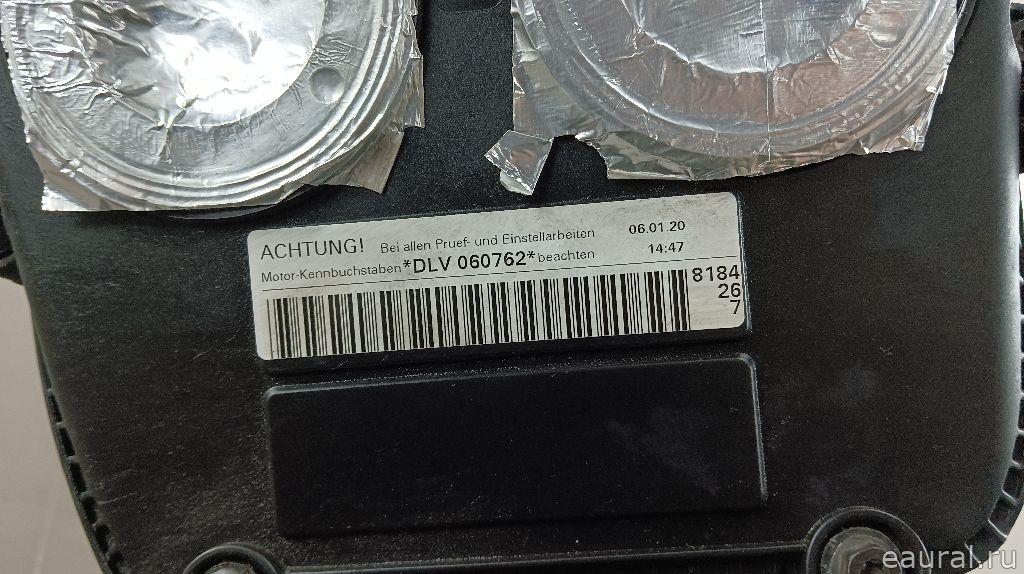 ACHTUNG! Bei allen Pruef- und Einstellarbeiten 06.01.20
Motor-Kennbuchstaben *DLV 060762* beachten 14:47
8184
26
7
eaural.ru